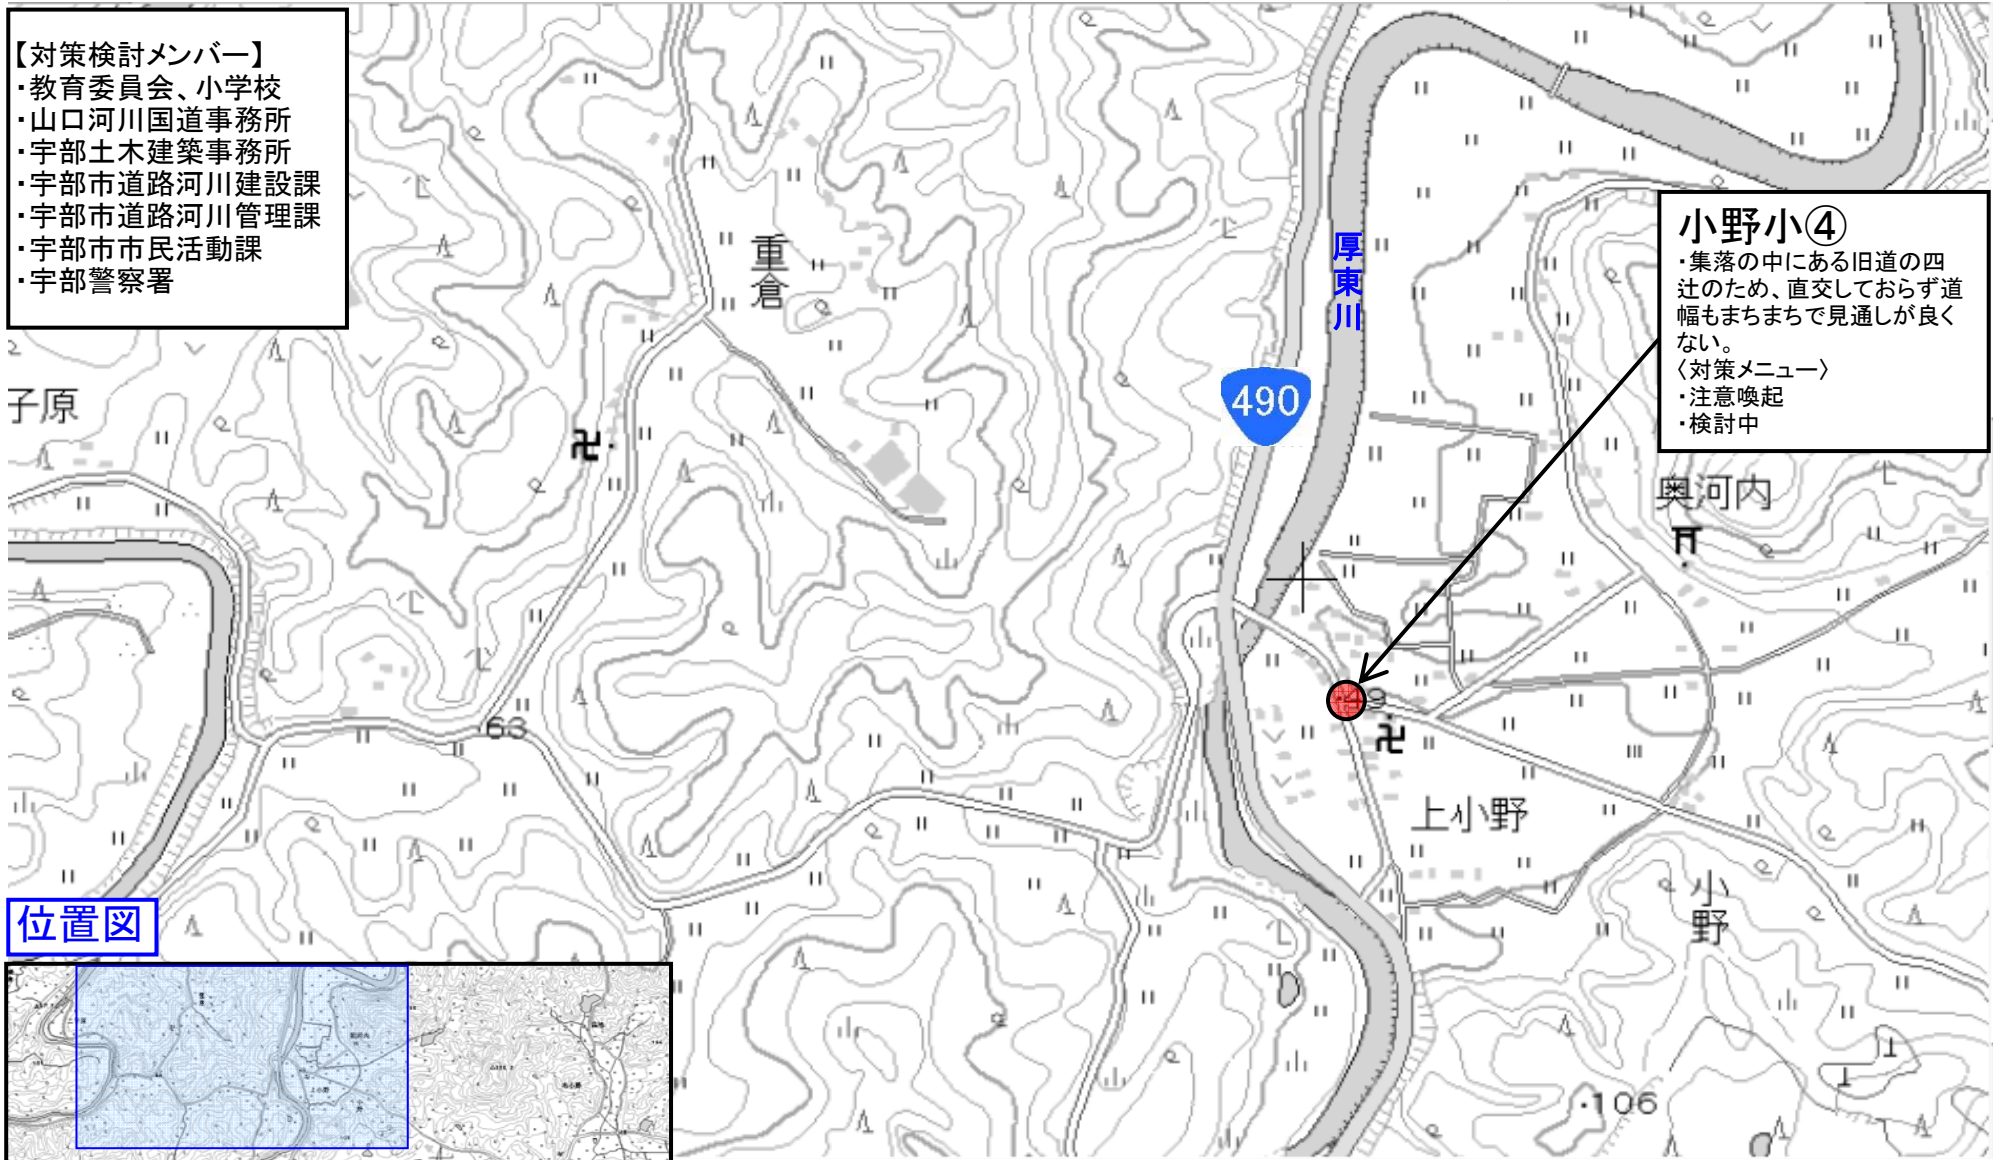 【対策検討メンバー】
・教育委員会、小学校
・山口河川国道事務所
・宇部土木建築事務所
・宇部市道路河川建設課
・宇部市道路河川管理課
・宇部市市民活動課
・宇部警察署
小野小④
・集落の中にある旧道の四
辻のため、直交しておらず道
幅もまちまちで見通しが良く
ない。
〈対策メニュー〉
・注意喚起
・検討中
重倉
厚東川
490
子原
奥河内
上小野
小野
63
・106
位置図